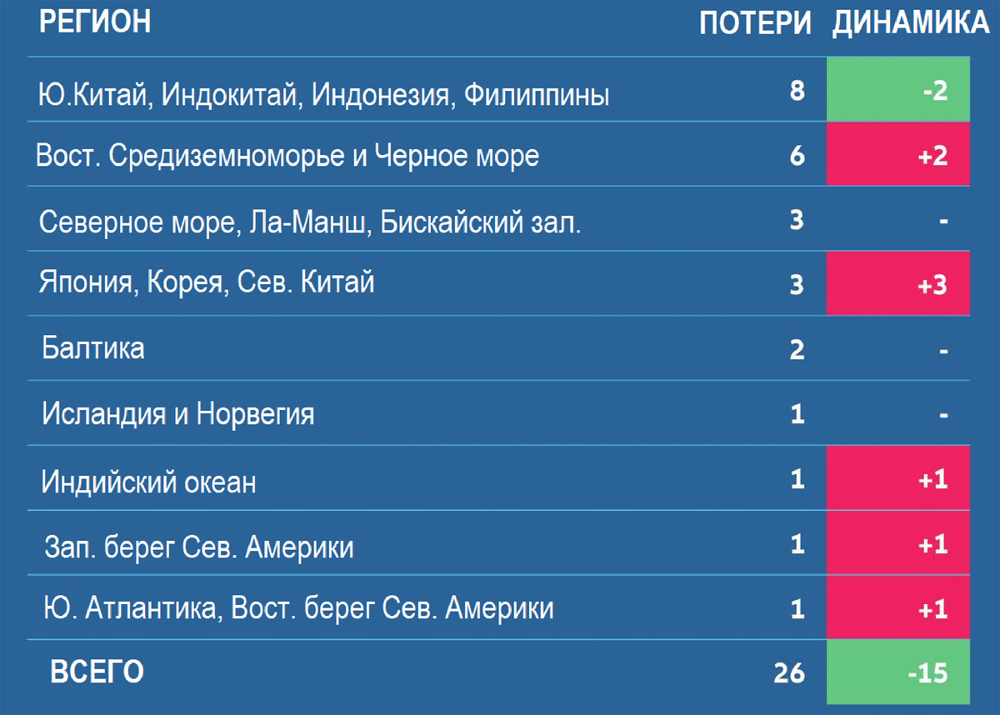 РЕГИОН ПОТЕРИ ДИНАМИКА
Ю.Китай, Индокитай, Индонезия, Филиппины 8 -2
Вост. Средиземноморье и Черное море 6 +2
Северное море, Ла-Манш, Бискайский зал. 3 -
Япония, Корея, Сев. Китай 3 +3
Балтика 2 -
Исландия и Норвегия 1 -
Индийский океан 1 +1
Зап. берег Сев. Америки 1 +1
Ю. Атлантика, Вост. берег Сев. Америки 1 +1
ВСЕГО 26 -15